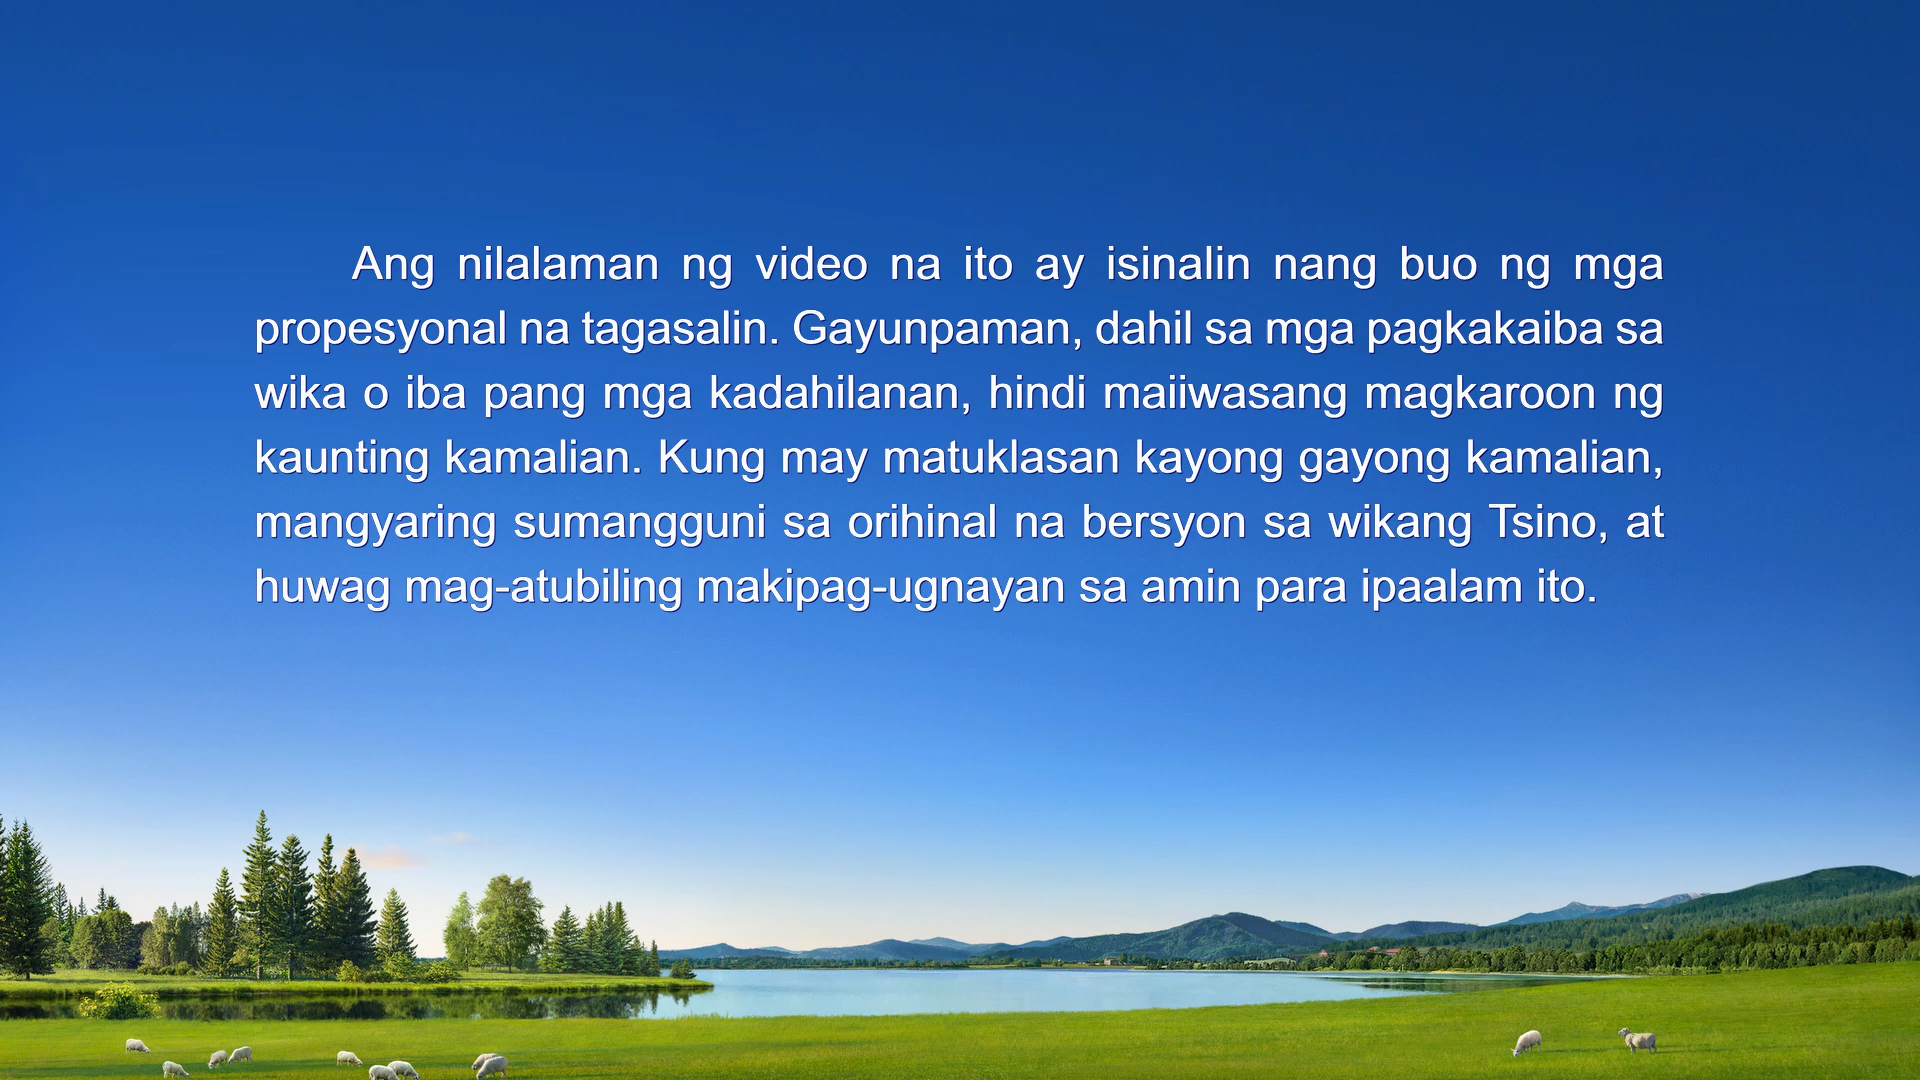 Ang nilalaman ng video na ito ay isinalin nang buo ng mga
propesyonal na tagasalin. Gayunpaman, dahil sa mga pagkakaiba sa
wika o iba pang mga kadahilanan, hindi maiiwasang magkaroon ng
kaunting kamalian. Kung may matuklasan kayong gayong kamalian,
mangyaring sumangguni sa orihinal na bersyon sa wikang Tsino, at
huwag mag-atubiling makipag-ugnayan sa amin para ipaalam ito.